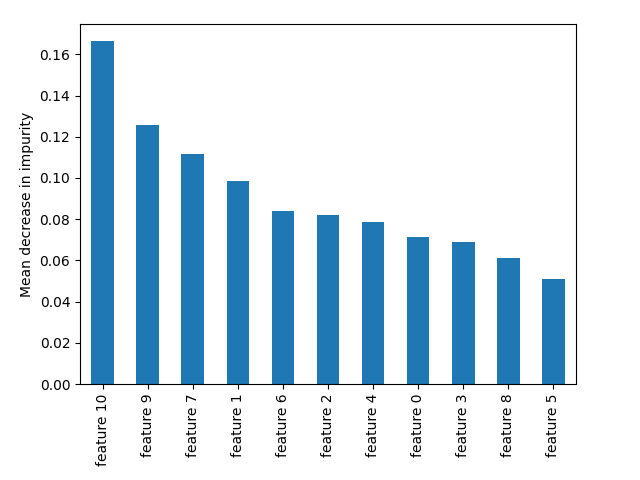 Mean decrease in impurity
0.16
0.14
0.12
0.10
0.08
0.06
0.04
0.02
0.00
feature 10
feature 9
feature 7
feature 1
feature 6
feature 2
feature 4
feature 0
feature 3
feature 8
feature 5